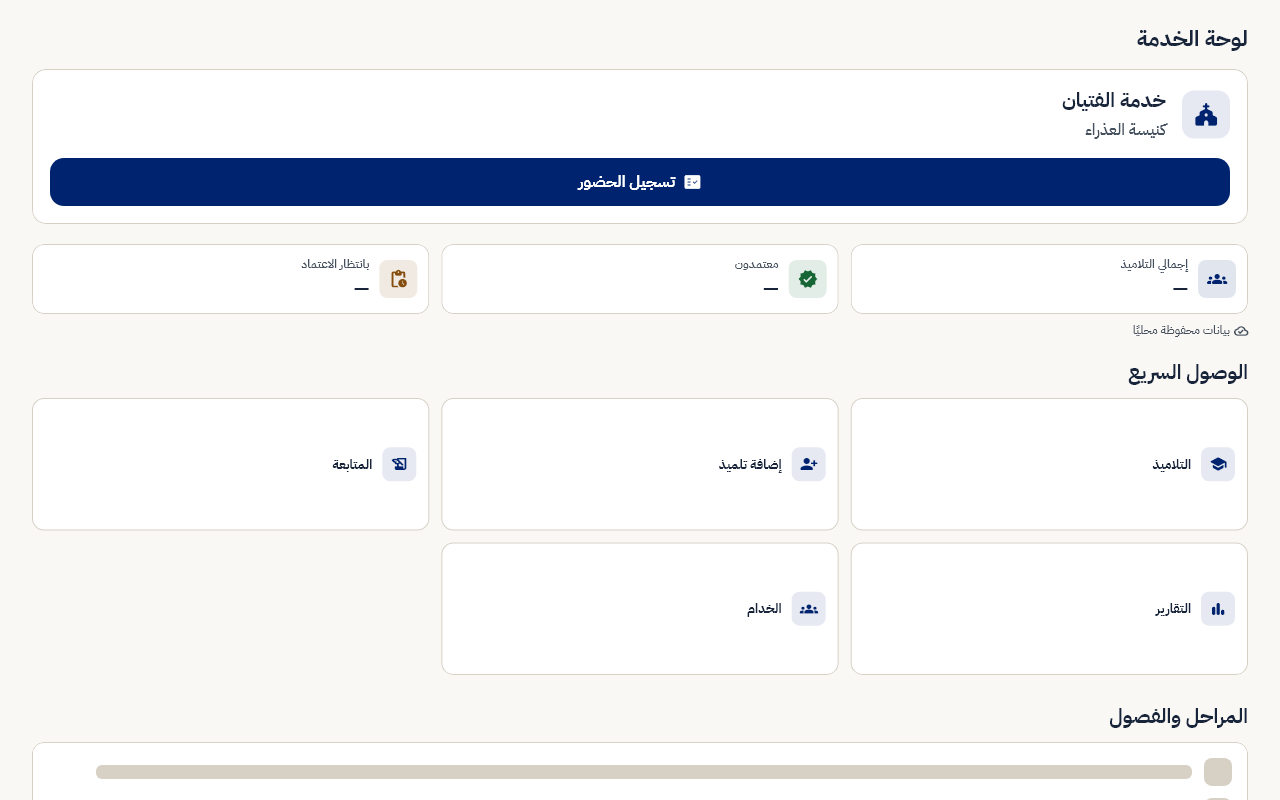 لوحة الخدمة
خدمة الفتيان
كنيسة العذراء
تسجيل الحضور
إجمالي التلاميذ
—
معتمدون
—
بانتظار الاعتماد
—
بيانات محفوظة محليًا
الوصول السريع
التلاميذ
إضافة تلميذ
المتابعة
التقارير
الخدام
المراحل والفصول